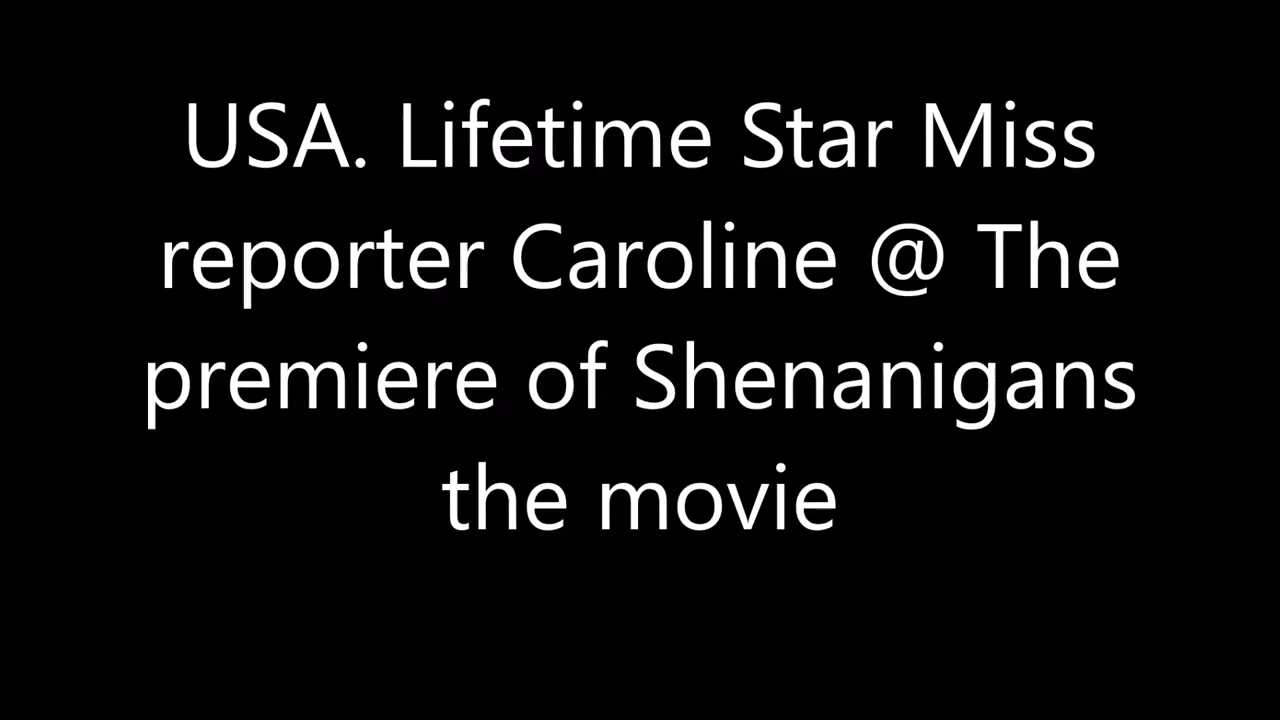 USA. Lifetime Star Miss
reporter Caroline @ The
premiere of Shenanigans
the movie